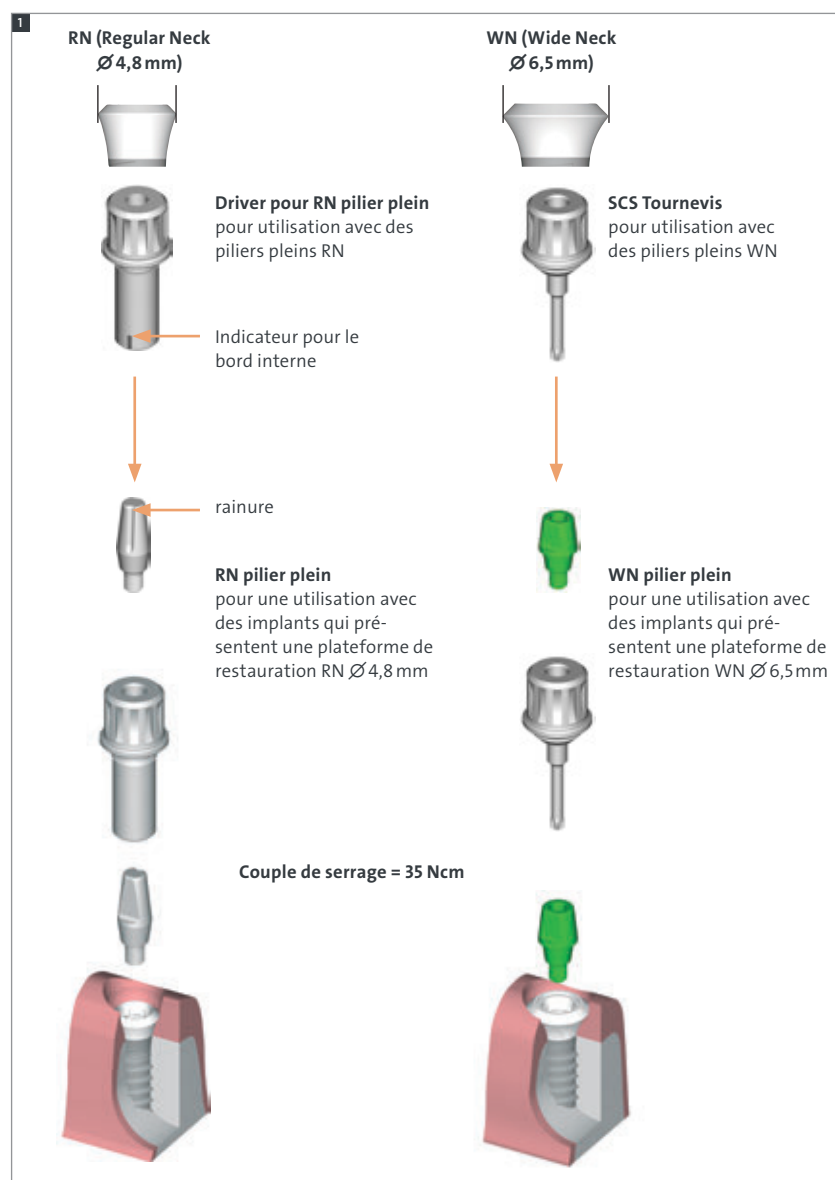 1
RN (Regular Neck
Ø 4,8 mm)
WN (Wide Neck
Ø 6,5 mm)
Driver pour RN pilier plein
pour utilisation avec des
piliers pleins RN
SCS Tournevis
pour utilisation avec
des piliers pleins WN
Indicateur pour le
bord interne
rainure
RN pilier plein
pour une utilisation avec
des implants qui pré-
sentent une plateforme de
restauration RN Ø 4,8 mm
WN pilier plein
pour une utilisation avec
des implants qui pré-
sentent une plateforme de
restauration WN Ø 6,5 mm
Couple de serrage = 35 Ncm